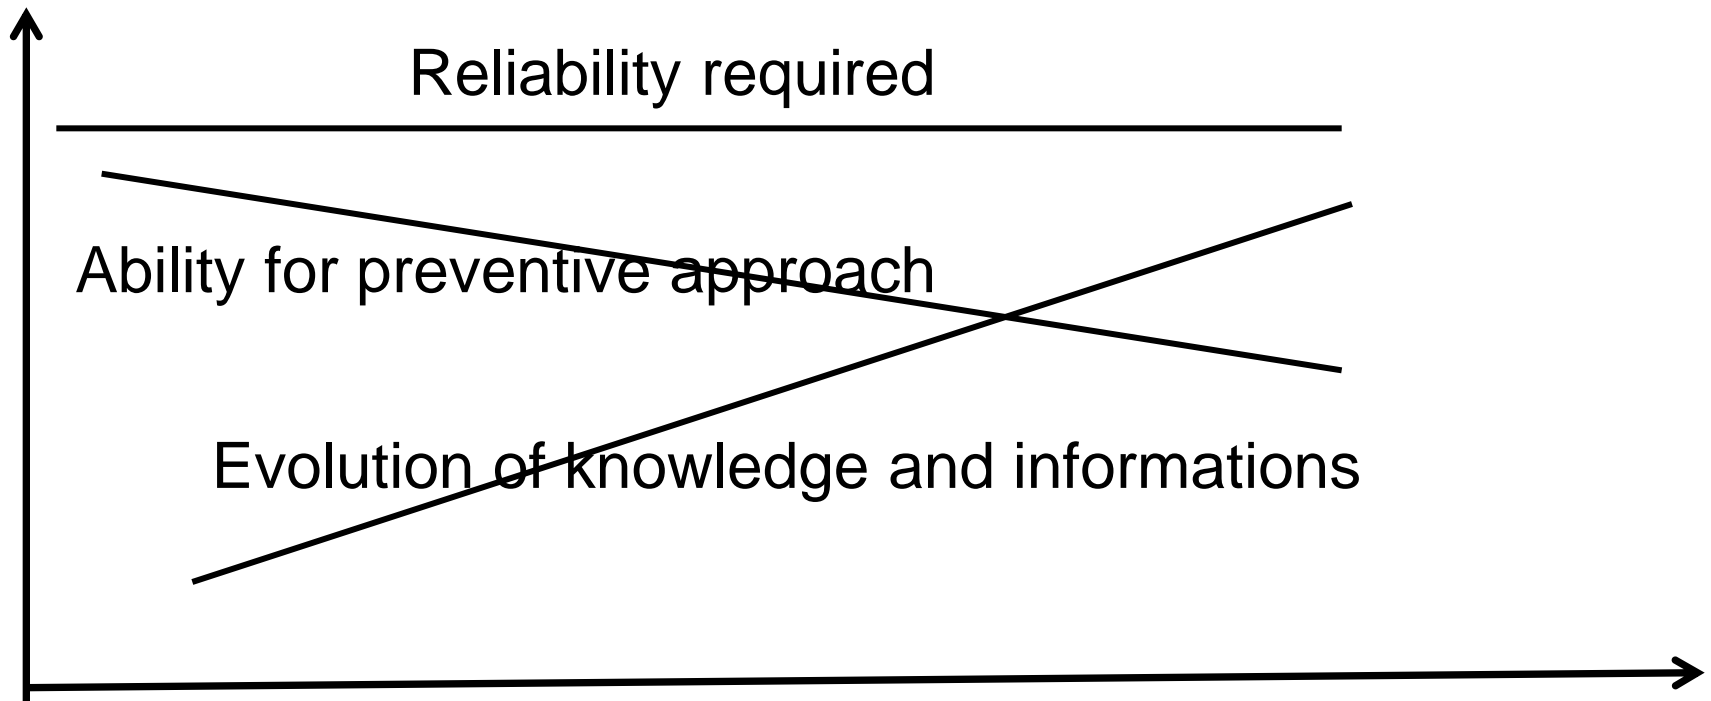 Reliability required
Ability for preventive approach
Evolution of knowledge and informations